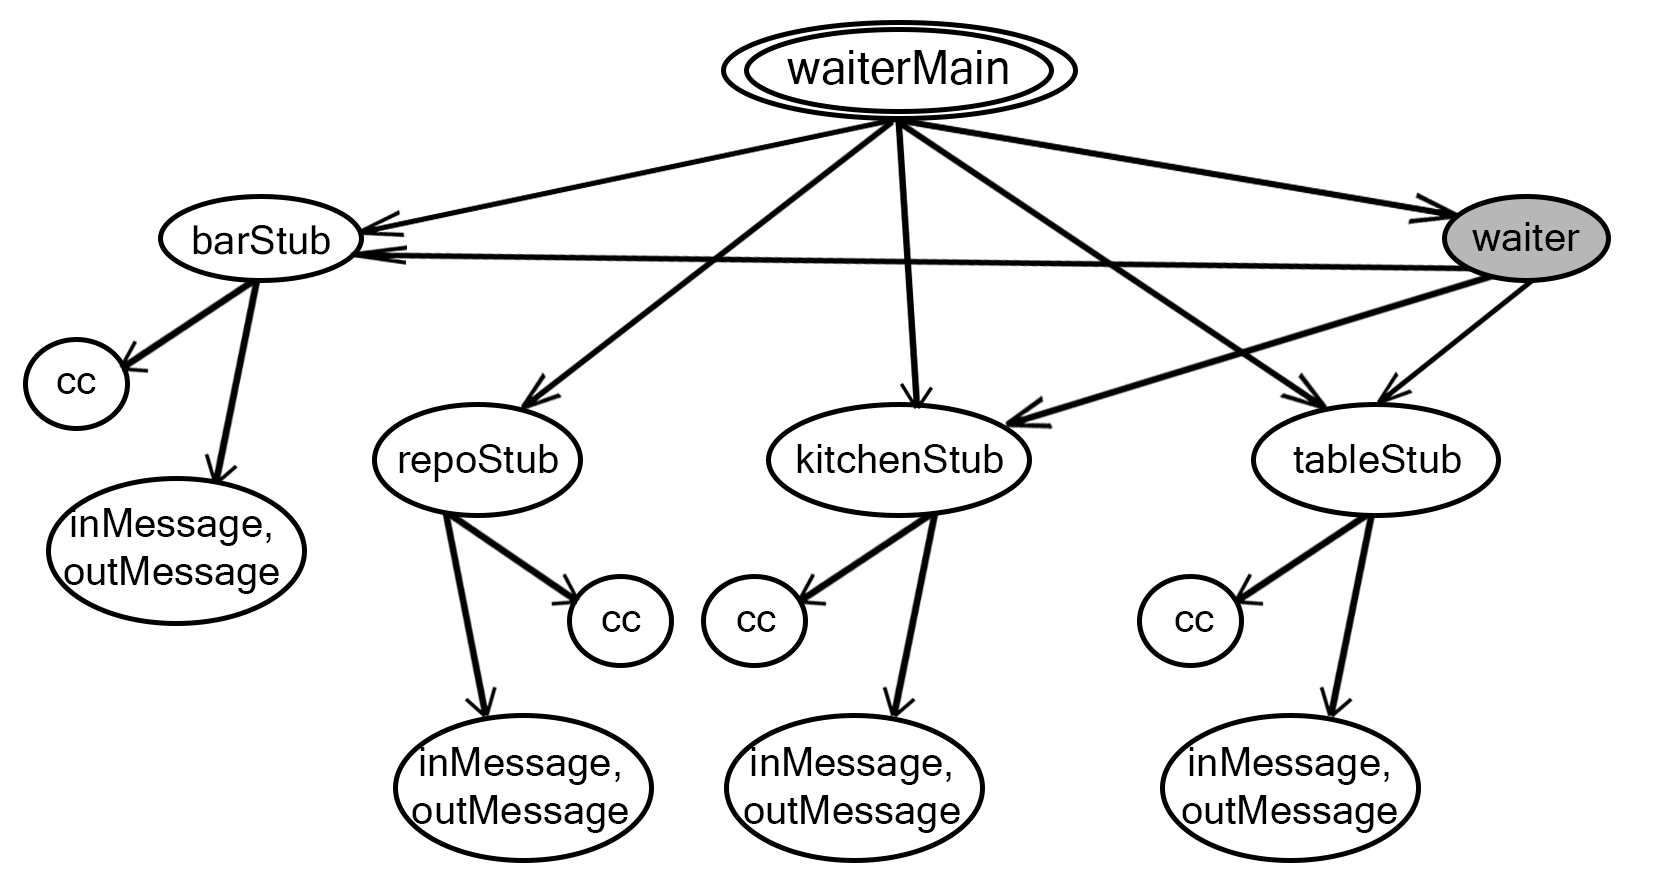 waiterMain
barStub
waiter
cc
repoStub
kitchenStub
tableStub
inMessage,
outMessage
cc
cc
cc
inMessage,
outMessage
inMessage,
outMessage
inMessage,
outMessage